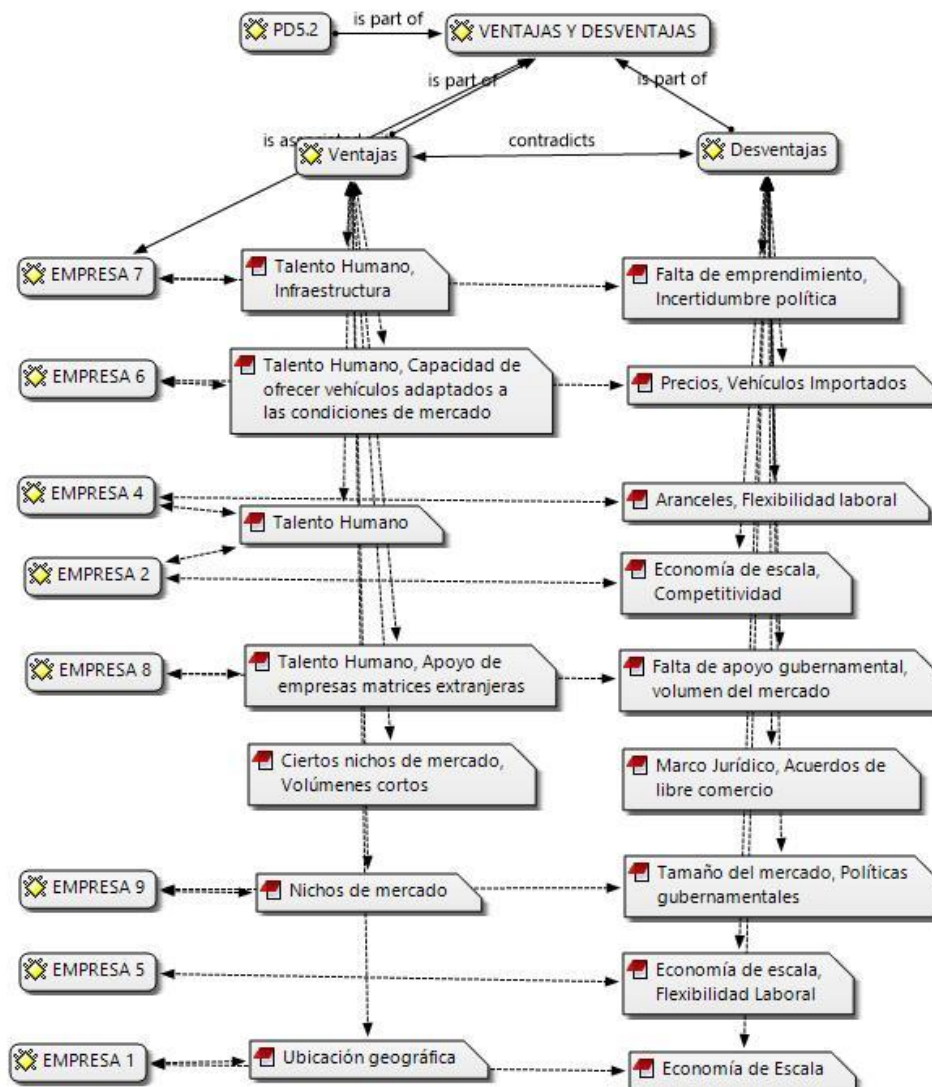 PD5.2
is part of
VENTAJAS Y DESVENTAJAS
is part of
is part of
is associated
Ventajas
contradicts
Desventajas
EMPRESA 7
Talento Humano,
Infraestructura
Falta de emprendimiento,
Incertidumbre política
EMPRESA 6
Talento Humano, Capacidad de
ofrecer vehículos adaptados a
las condiciones de mercado
Precios, Vehículos Importados
EMPRESA 4
Talento Humano
Aranceles, Flexibilidad laboral
EMPRESA 2
Economía de escala,
Competitividad
EMPRESA 8
Talento Humano, Apoyo de
empresas matrices extranjeras
Falta de apoyo gubernamental,
volumen del mercado
Ciertos nichos de mercado,
Volúmenes cortos
Marco Jurídico, Acuerdos de
libre comercio
EMPRESA 9
Nichos de mercado
Tamaño del mercado, Políticas
gubernamentales
EMPRESA 5
Economía de escala,
Flexibilidad Laboral
EMPRESA 1
Ubicación geográfica
Economía de Escala